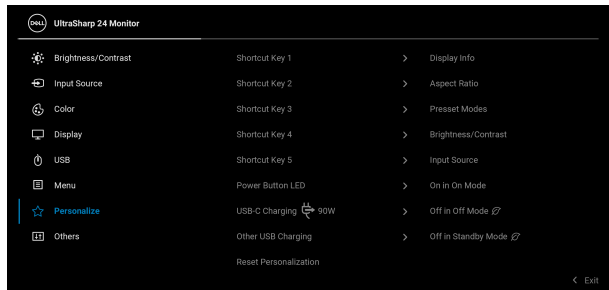 DELL UltraSharp 24 Monitor
Brightness/Contrast Shortcut Key 1 > Display Info
Input Source Shortcut Key 2 > Aspect Ratio
Color Shortcut Key 3 > Presset Modes
Display Shortcut Key 4 > Brightness/Contrast
USB Shortcut Key 5 > Input Source
Menu Power Button LED > On in On Mode
Personalize USB-C Charging 90W > Off in Off Mode
Others Other USB Charging > Off in Standby Mode
Reset Personalization
< Exit